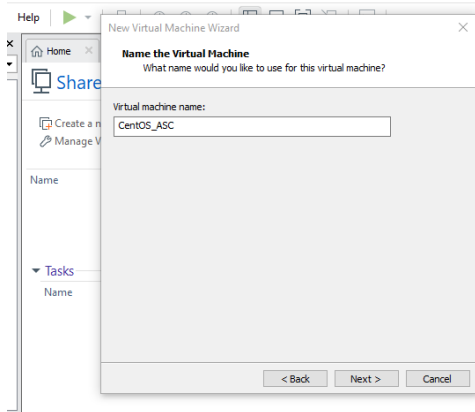 Help
New Virtual Machine Wizard
Home
Name the Virtual Machine
What name would you like to use for this virtual machine?
Share
Virtual machine name:
Create a n
CentOS_ASC
Manage V
Name
Tasks
Name
< Back
Next >
Cancel